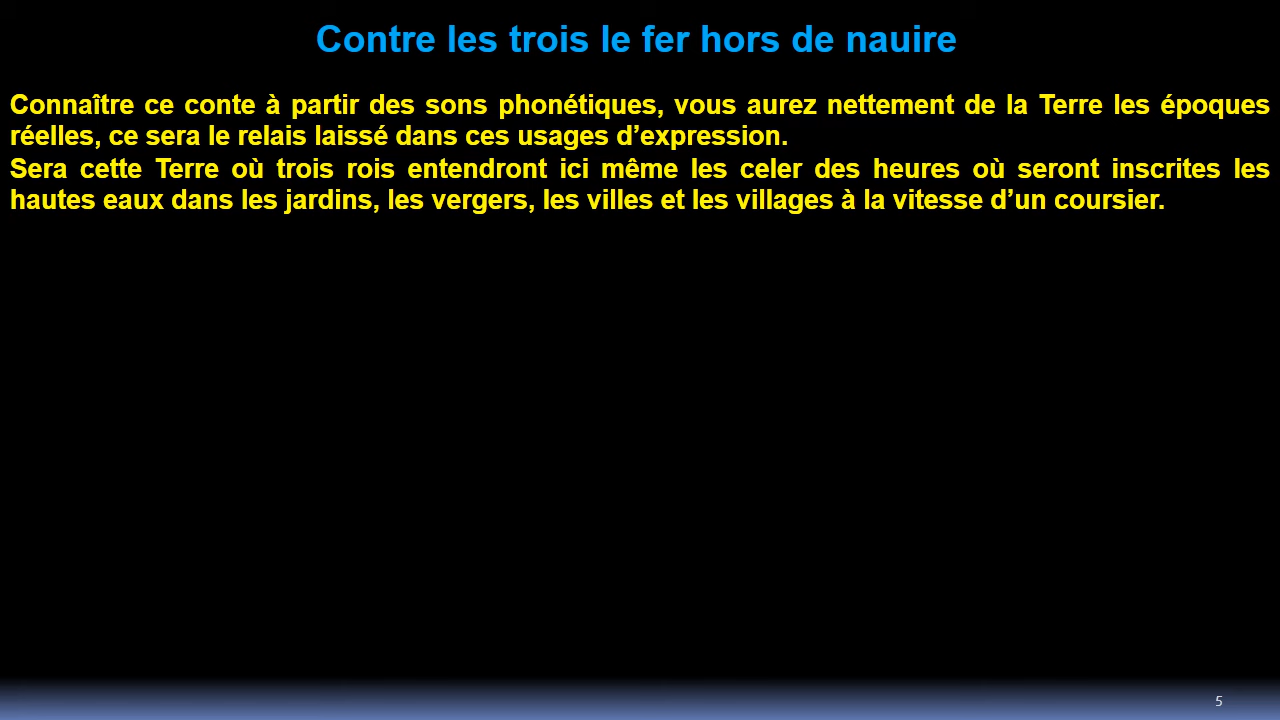 Contre les trois le fer hors de nauire
Connaître ce conte à partir des sons phonétiques, vous aurez nettement de la Terre les époques
réelles, ce sera le relais laissé dans ces usages d’expression.
Sera cette Terre où trois rois entendront ici même les celer des heures où seront inscrites les
hautes eaux dans les jardins, les vergers, les villes et les villages à la vitesse d’un coursier.
5